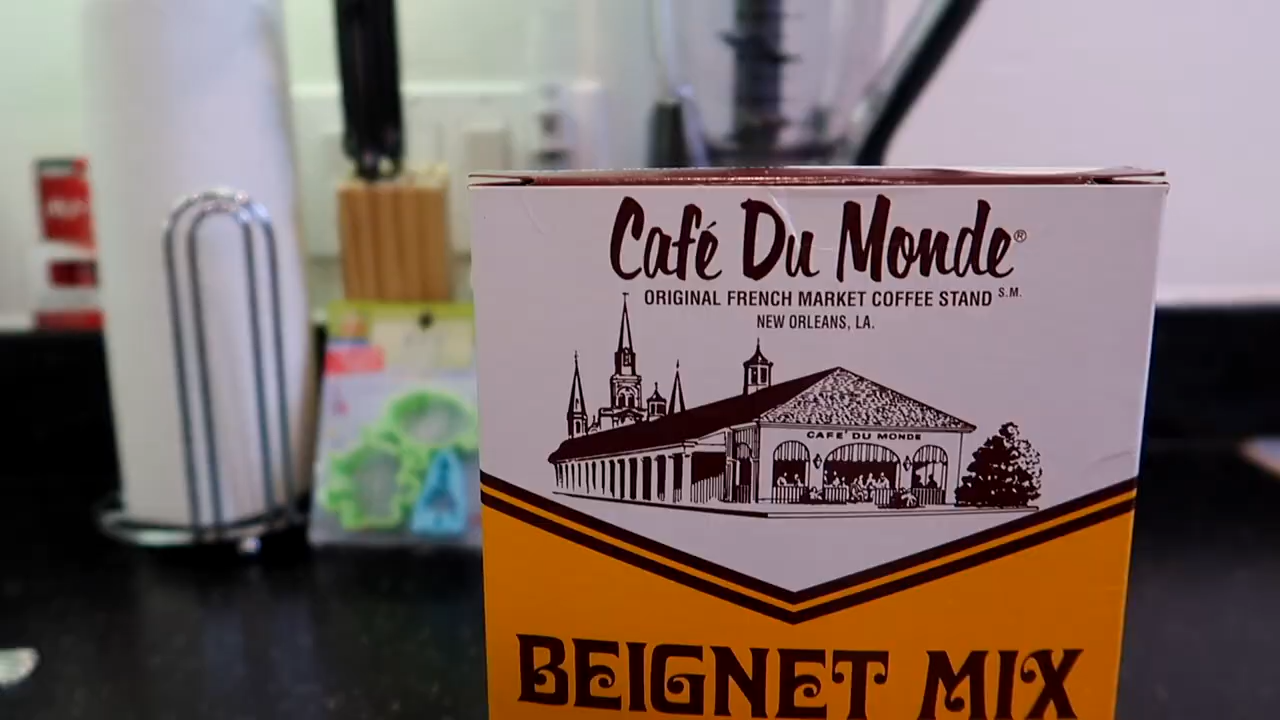 Café Du Monde®
ORIGINAL FRENCH MARKET COFFEE STAND S.M.
NEW ORLEANS, LA.
CAFE DU MONDE
BEIGNET MIX